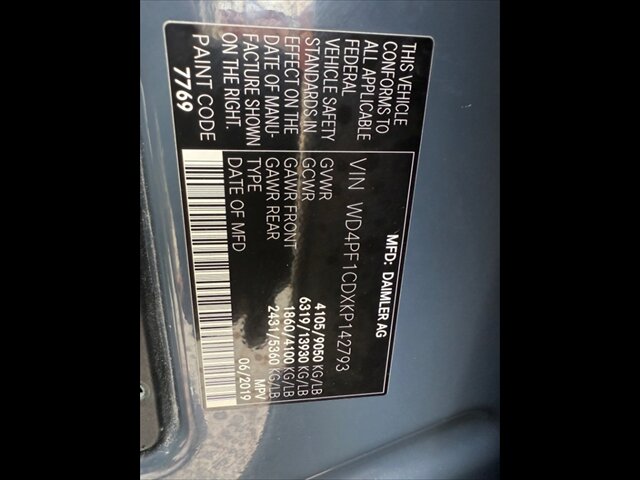 MFD: DAIMLER AG
VIN WD4PF1CDXKP142793
GVWR 4105/9050 KG/LB
GCWR 6319/13930 KG/LB
GAWR FRONT 1860/4100 KG/LB
GAWR REAR 2431/5360 KG/LB
TYPE MPV
DATE OF MFD 06/2019
THIS VEHICLE
CONFORMS TO
ALL APPLICABLE
FEDERAL
VEHICLE SAFETY
STANDARDS IN
EFFECT ON THE
DATE OF MANU-
FACTURE SHOWN
ON THE RIGHT.
PAINT CODE
7769